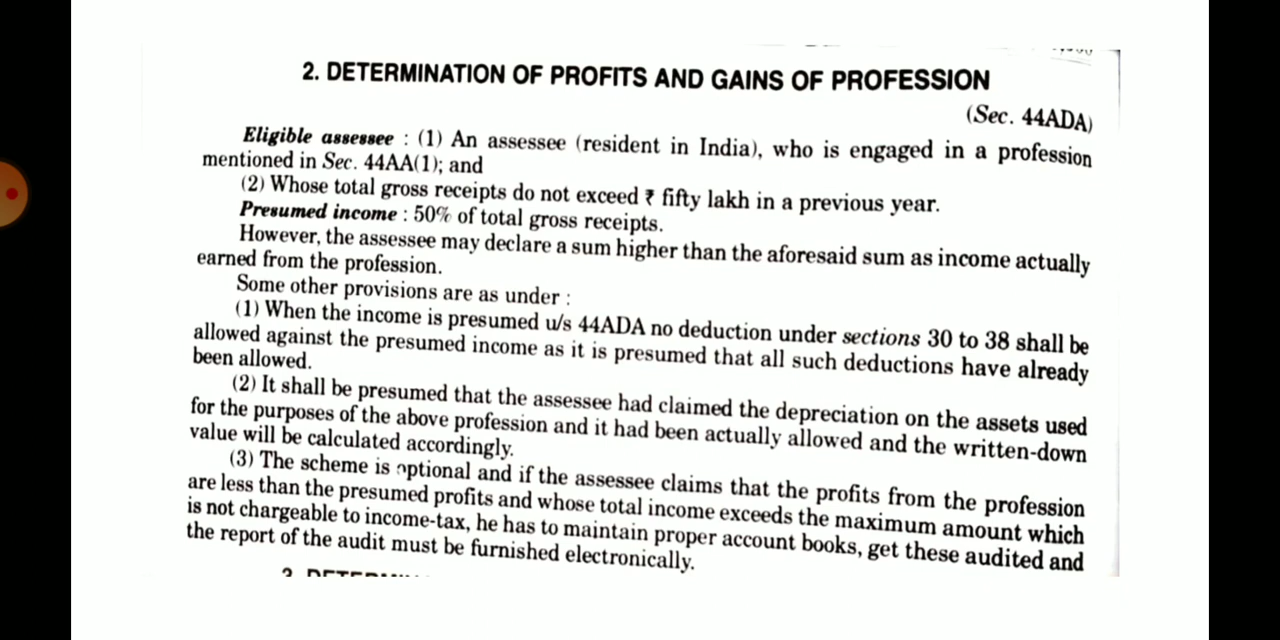 2. DETERMINATION OF PROFITS AND GAINS OF PROFESSION
(Sec. 44ADA)
Eligible assessee : (1) An assessee (resident in India), who is engaged in a profession
mentioned in Sec. 44AA(1); and
(2) Whose total gross receipts do not exceed ₹ fifty lakh in a previous year.
Presumed income : 50% of total gross receipts.
However, the assessee may declare a sum higher than the aforesaid sum as income actually
earned from the profession.
Some other provisions are as under :
(1) When the income is presumed u/s 44ADA no deduction under sections 30 to 38 shall be
allowed against the presumed income as it is presumed that all such deductions have already
been allowed.
(2) It shall be presumed that the assessee had claimed the depreciation on the assets used
for the purposes of the above profession and it had been actually allowed and the written-down
value will be calculated accordingly.
(3) The scheme is optional and if the assessee claims that the profits from the profession
are less than the presumed profits and whose total income exceeds the maximum amount which
is not chargeable to income-tax, he has to maintain proper account books, get these audited and
the report of the audit must be furnished electronically.